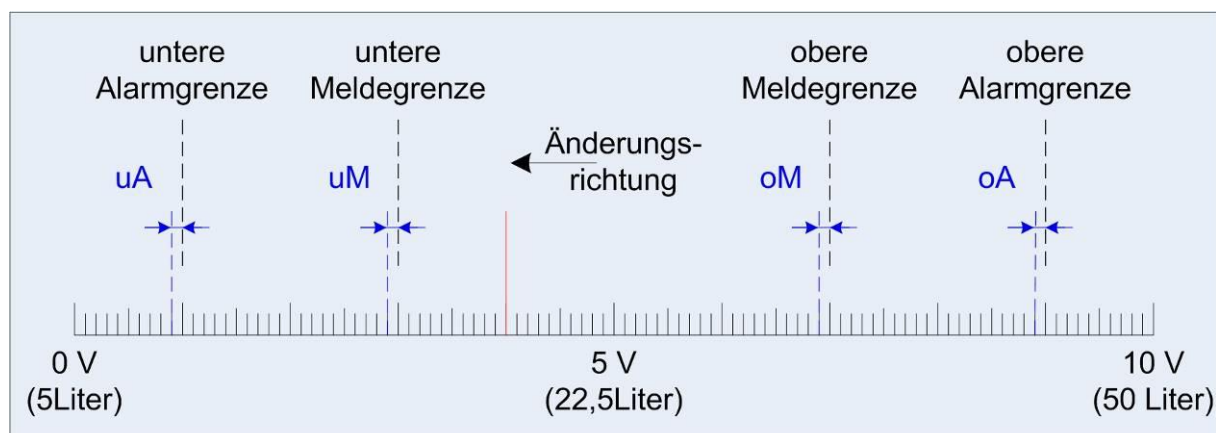 untere
Alarmgrenze
untere
Meldegrenze
obere
Meldegrenze
obere
Alarmgrenze
Änderungs-
richtung
uA
uM
oM
oA
0 V
(5Liter)
5 V
(22,5Liter)
10 V
(50 Liter)